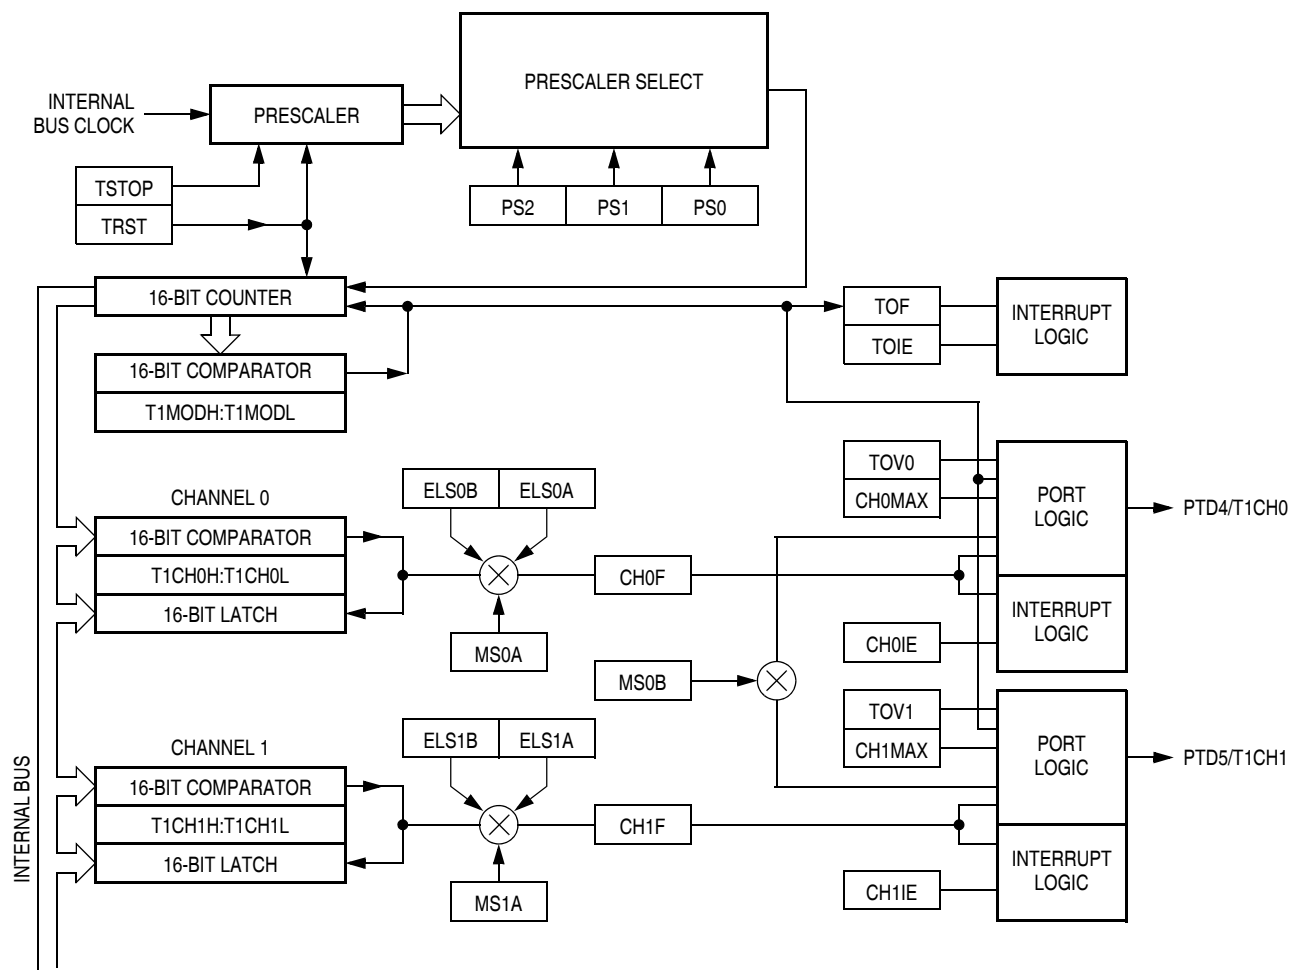 PRESCALER SELECT
INTERNAL
BUS CLOCK
PRESCALER
TSTOP
TRST
PS2
PS1
PS0
16-BIT COUNTER
16-BIT COMPARATOR
T1MODH:T1MODL
TOF
TOIE
INTERRUPT
LOGIC
CHANNEL 0
16-BIT COMPARATOR
T1CH0H:T1CH0L
16-BIT LATCH
ELS0B
ELS0A
MS0A
CH0F
TOV0
CH0MAX
PORT
LOGIC
PTD4/T1CH0
INTERRUPT
LOGIC
CH0IE
MS0B
CHANNEL 1
16-BIT COMPARATOR
T1CH1H:T1CH1L
16-BIT LATCH
ELS1B
ELS1A
MS1A
CH1F
TOV1
CH1MAX
PORT
LOGIC
PTD5/T1CH1
INTERRUPT
LOGIC
CH1IE
INTERNAL BUS